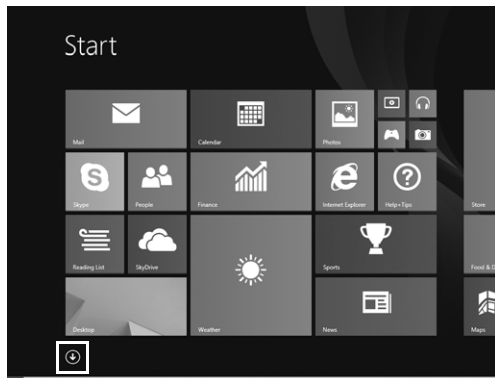 Start
Mail
Calendar
Photos
Skype
People
Finance
Internet Explorer
Help+Tips
Store
Reading List
SkyDrive
Sports
Food & D
Desktop
Weather
News
Maps